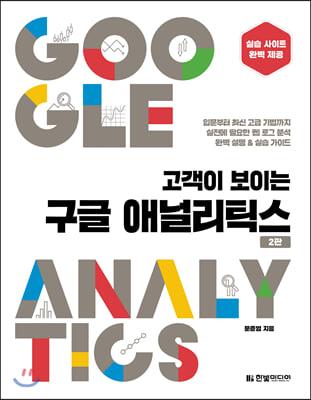 GOO
GLE
실습 사이트
완벽 제공
입문부터 최신 고급 기법까지
실전에 필요한 웹 로그 분석
완벽 설명 & 실습 가이드
고객이 보이는
구글 애널리틱스
2판
ANALY
TICS
문준영 지음
한빛미디어